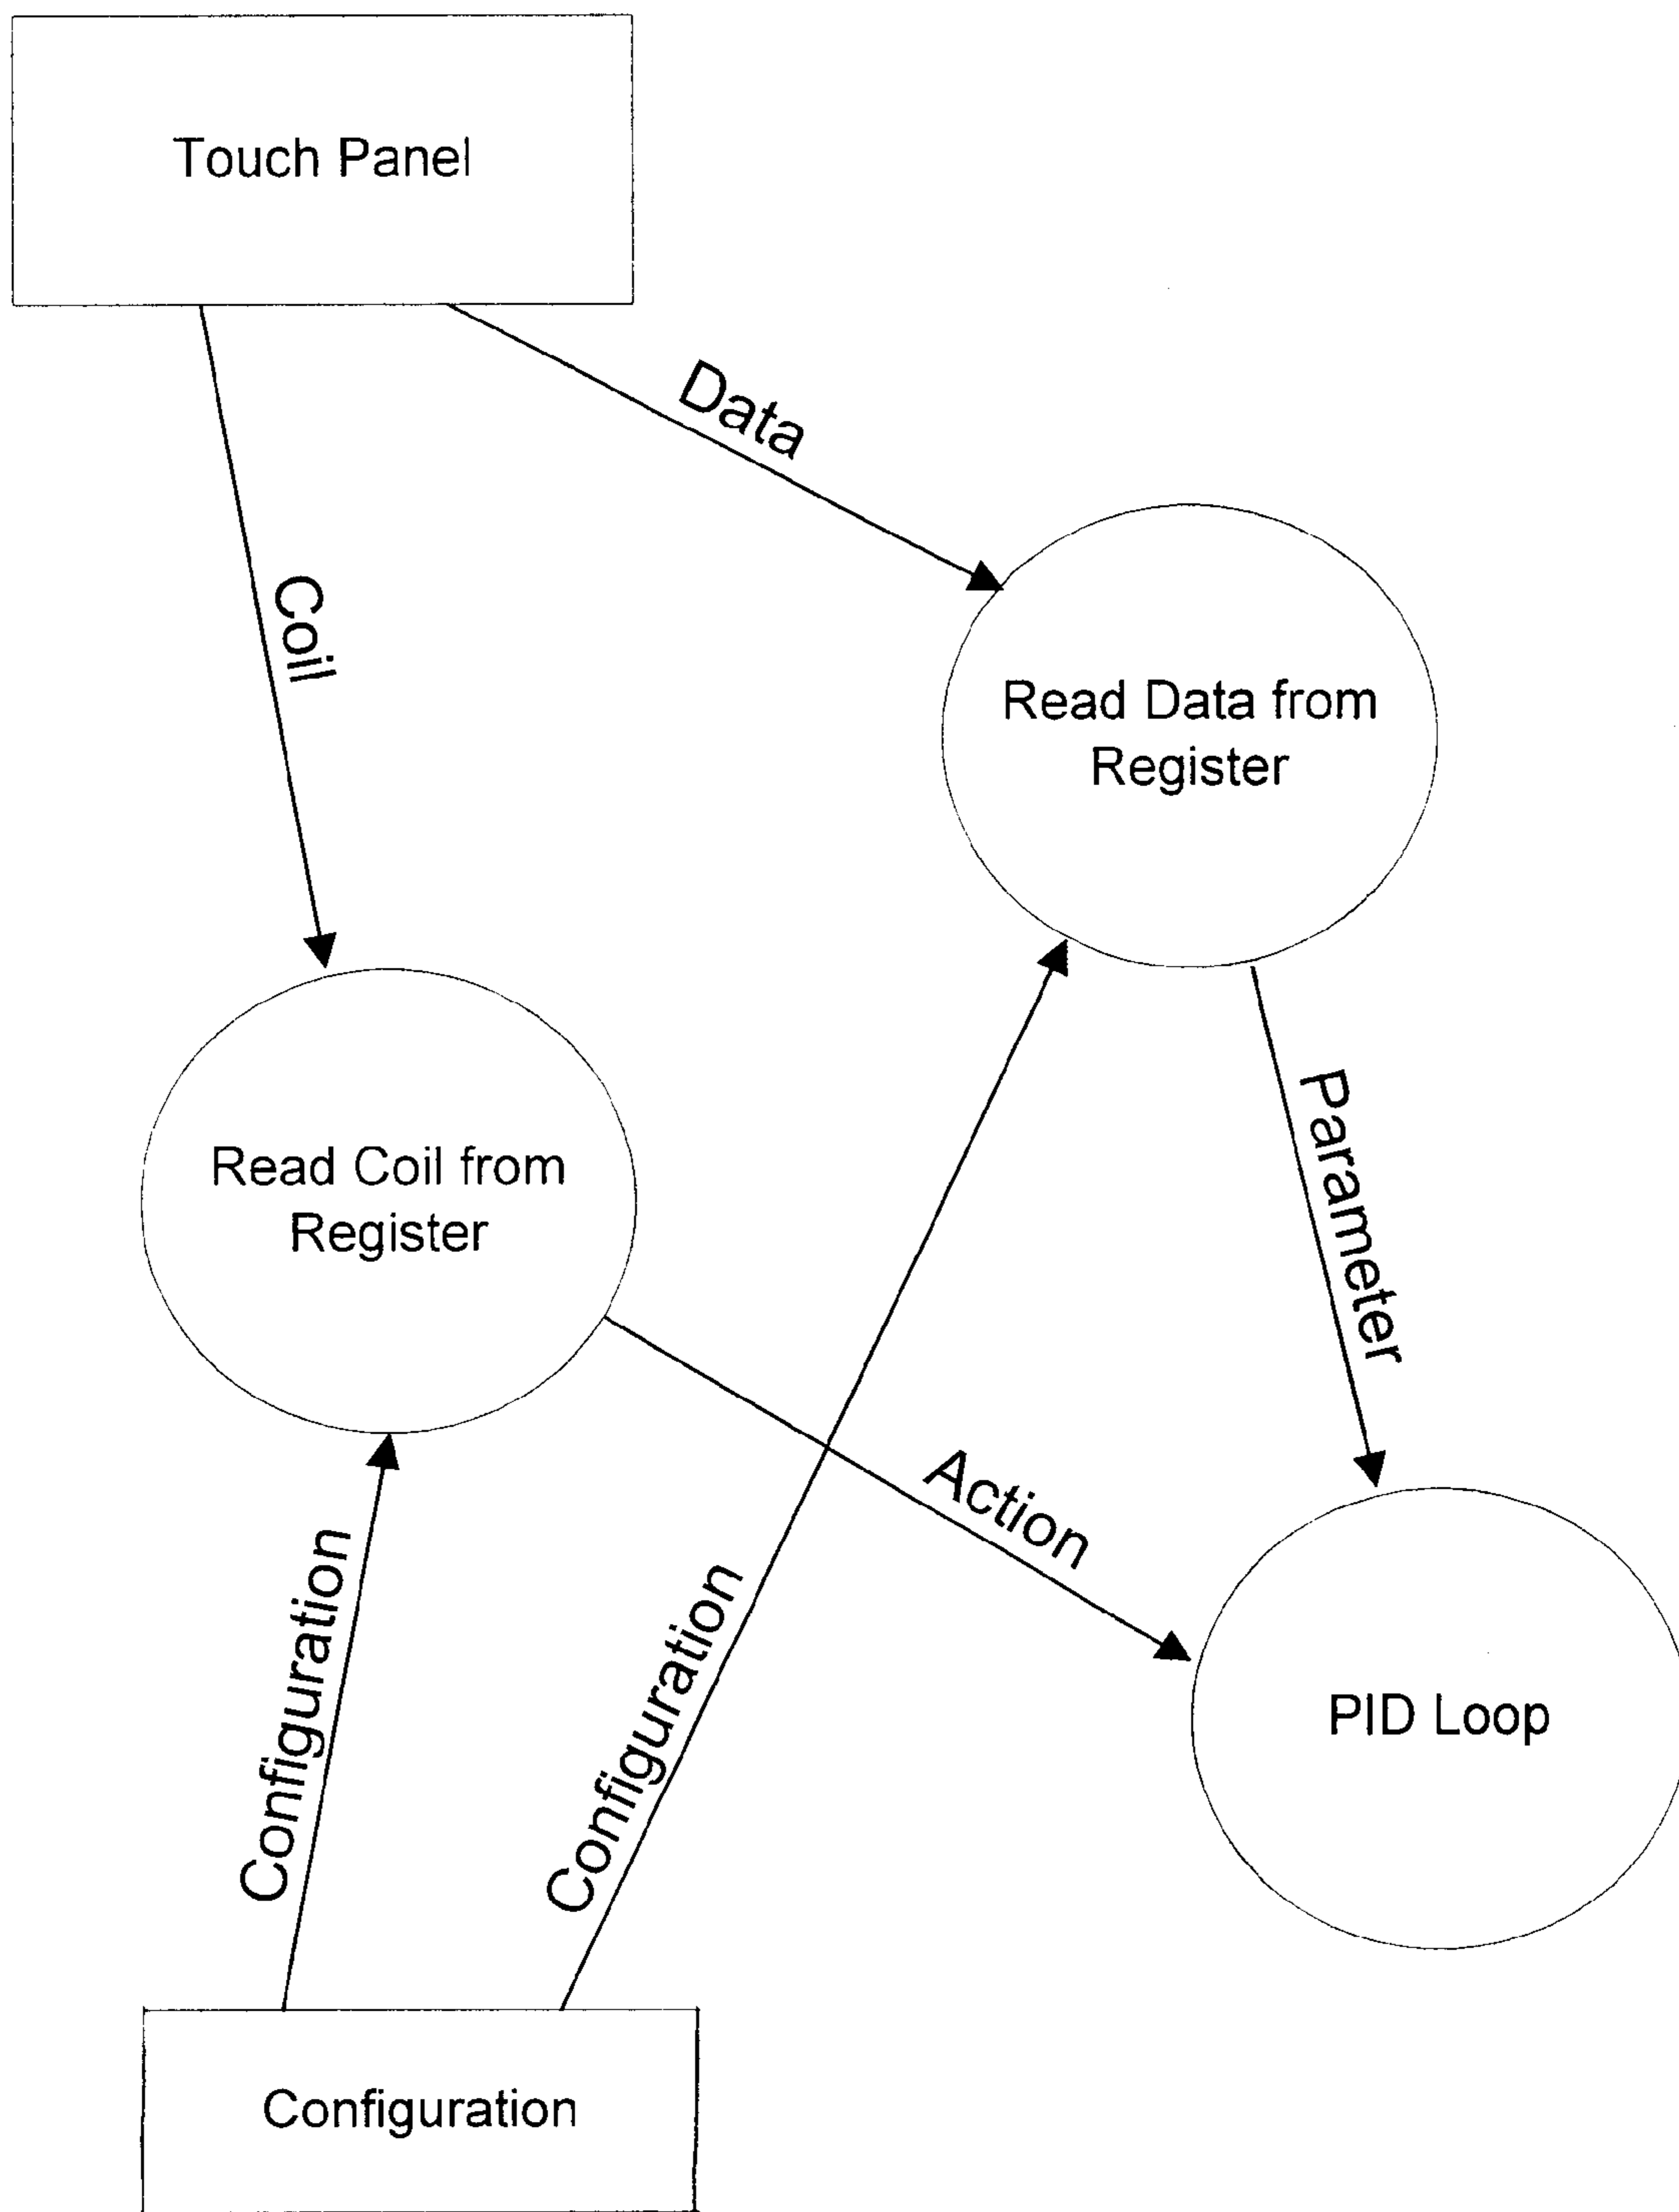 Touch Panel
Data
Coil
Read Data from
Register
Read Coil from
Register
Parameter
Action
Configuration
Configuration
PID Loop
Configuration